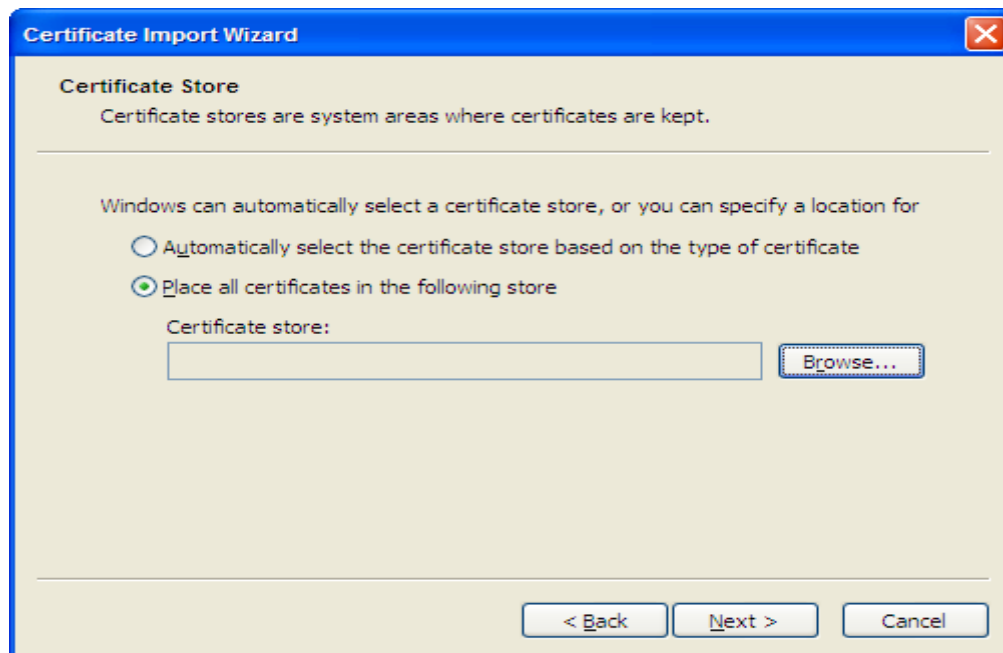 Certificate Import Wizard
Certificate Store
Certificate stores are system areas where certificates are kept.
Windows can automatically select a certificate store, or you can specify a location for
Automatically select the certificate store based on the type of certificate
Place all certificates in the following store
Certificate store:
Browse...
< Back Next > Cancel